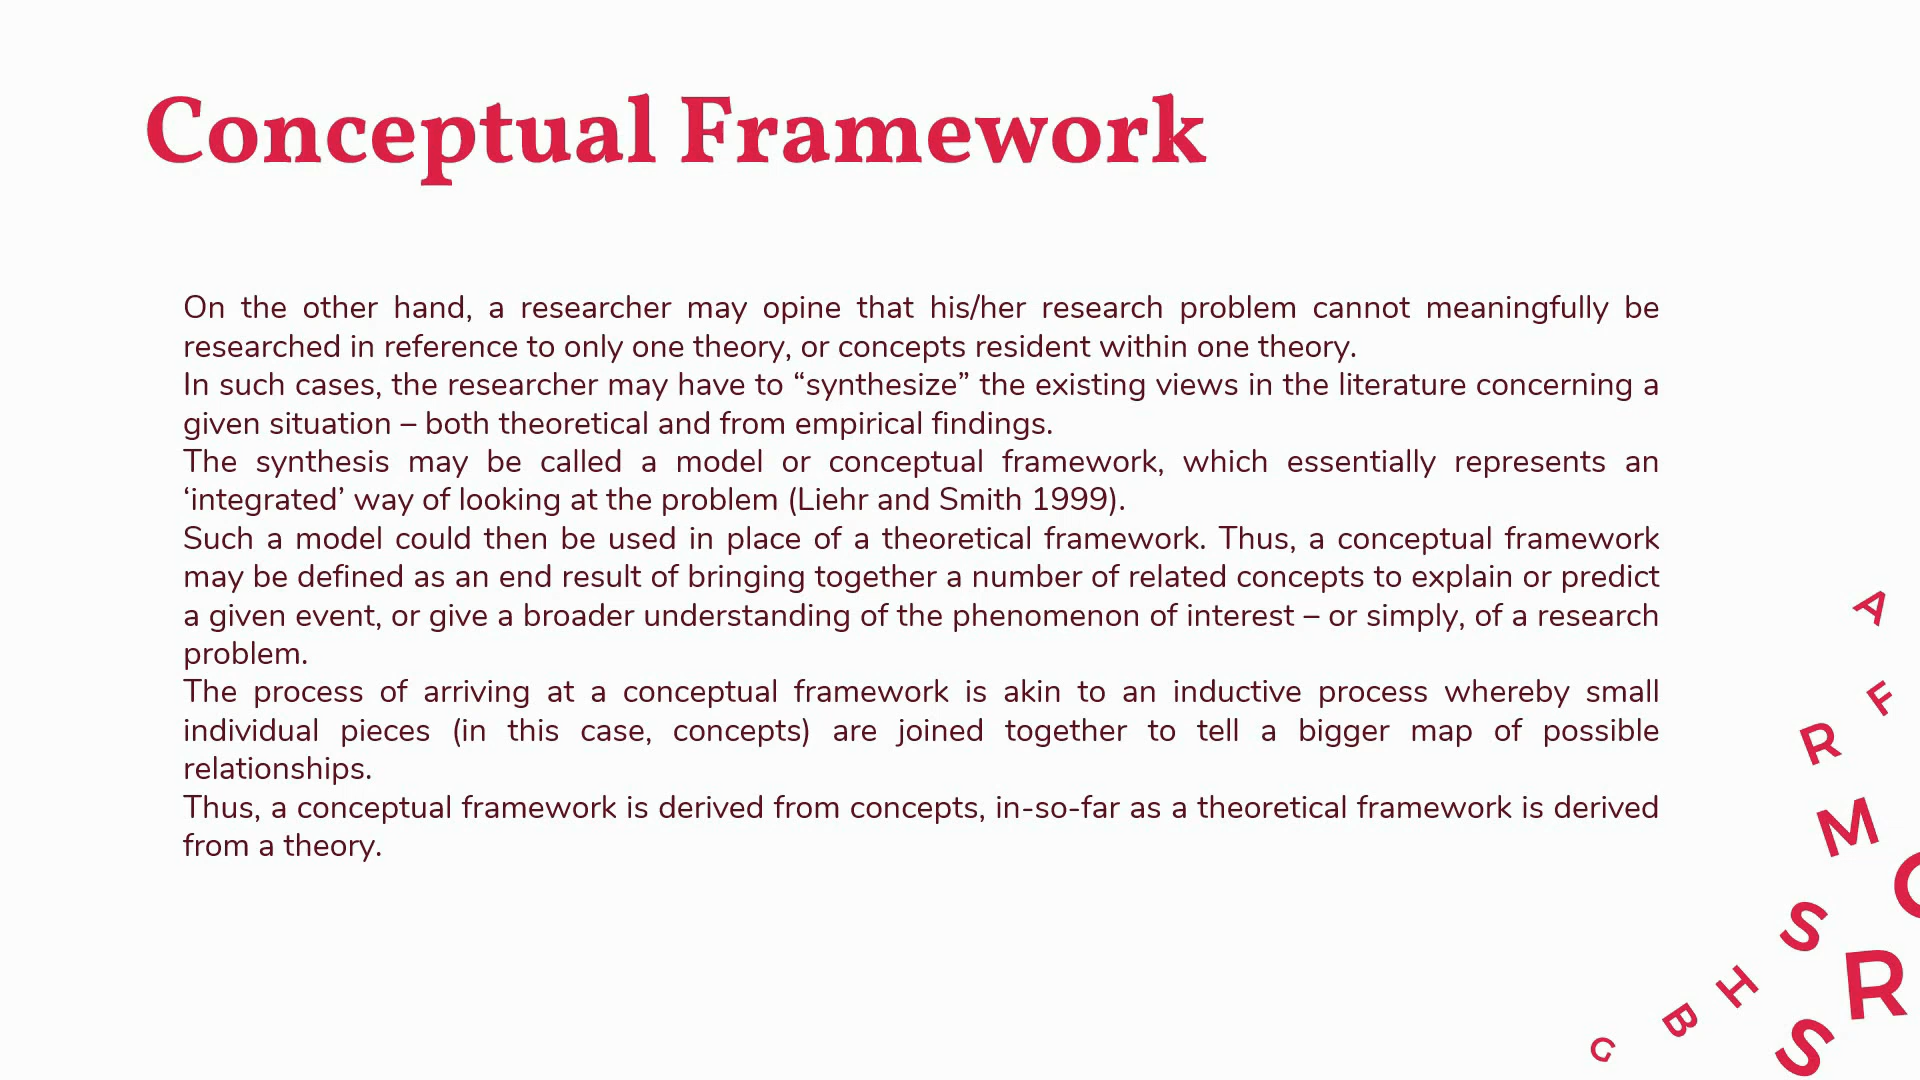 Conceptual Framework
On the other hand, a researcher may opine that his/her research problem cannot meaningfully be
researched in reference to only one theory, or concepts resident within one theory.
In such cases, the researcher may have to “synthesize” the existing views in the literature concerning a
given situation – both theoretical and from empirical findings.
The synthesis may be called a model or conceptual framework, which essentially represents an
‘integrated’ way of looking at the problem (Liehr and Smith 1999).
Such a model could then be used in place of a theoretical framework. Thus, a conceptual framework
may be defined as an end result of bringing together a number of related concepts to explain or predict
a given event, or give a broader understanding of the phenomenon of interest – or simply, of a research
problem.
The process of arriving at a conceptual framework is akin to an inductive process whereby small
individual pieces (in this case, concepts) are joined together to tell a bigger map of possible
relationships.
Thus, a conceptual framework is derived from concepts, in-so-far as a theoretical framework is derived
from a theory.
A
F
R
M
S
R
H
B
S
C